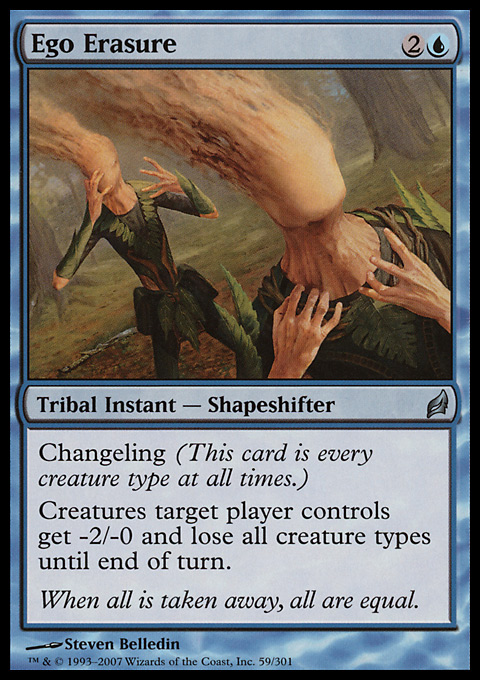 Ego Erasure 2
Tribal Instant — Shapeshifter
Changeling (This card is every
creature type at all times.)
Creatures target player controls
get -2/-0 and lose all creature types
until end of turn.
When all is taken away, all are equal.
Steven Belledin
™ & © 1993–2007 Wizards of the Coast, Inc. 59/301